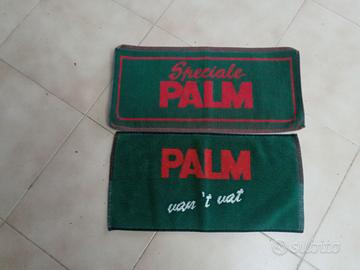 Speciale
PALM
PALM
van't vat
subito